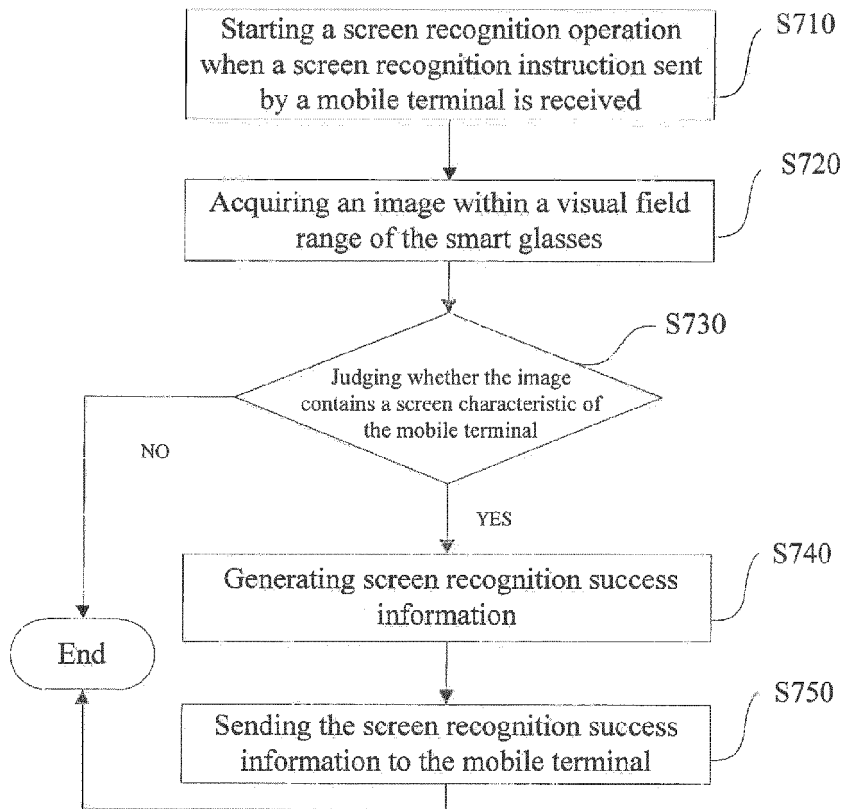 Starting a screen recognition operation
when a screen recognition instruction sent
by a mobile terminal is received
S710
Acquiring an image within a visual field
range of the smart glasses
S720
Judging whether the image
contains a screen characteristic of
the mobile terminal
S730
NO
YES
Generating screen recognition success
information
S740
End
Sending the screen recognition success
information to the mobile terminal
S750